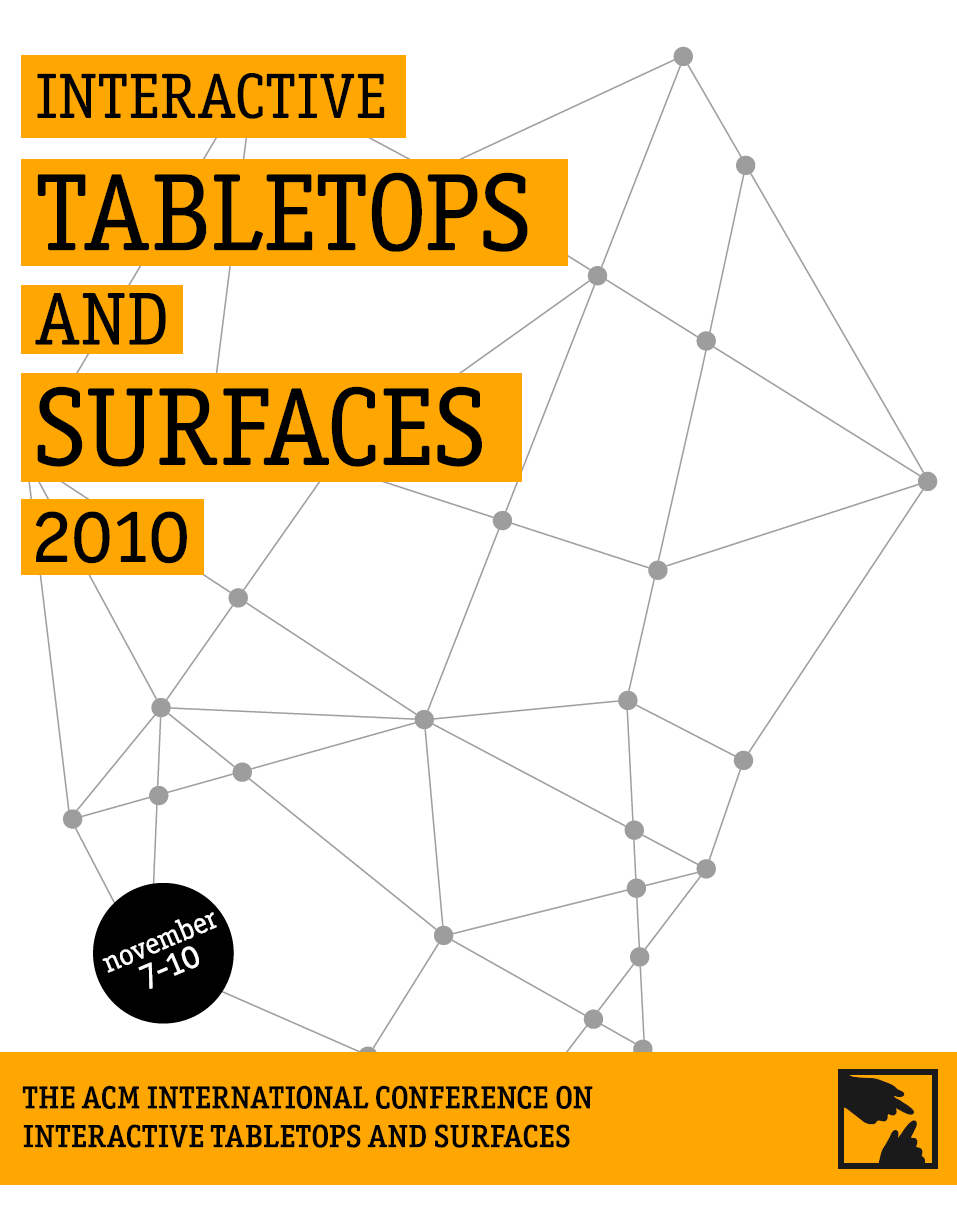 INTERACTIVE
TABLETOPS
AND
SURFACES
2010
november
7-10
THE ACM INTERNATIONAL CONFERENCE ON
INTERACTIVE TABLETOPS AND SURFACES